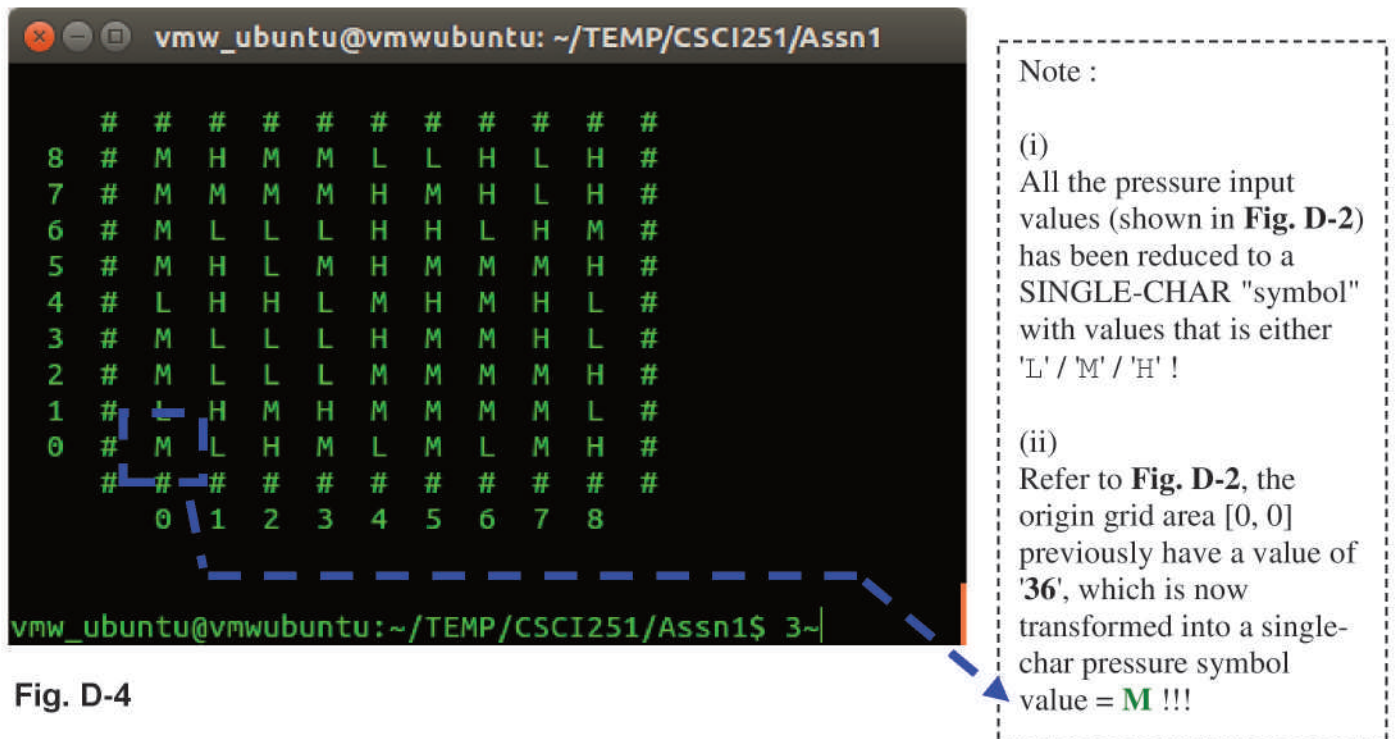 vmw_ubuntu@vmwubuntu: ~/TEMP/CSCI251/Assn1
# # # # # # # # # # #
8 # M H M M L L H L H #
7 # M M M M H M H L H #
6 # M L L L H H L H M #
5 # M H L M H M M M H #
4 # L H H L M H M H L #
3 # M L L L H M M H L #
2 # M L L L M M M M H #
1 # L H M H M M M M L #
0 # M L H M L M L M H #
# # # # # # # # # # #
0 1 2 3 4 5 6 7 8
vmw_ubuntu@vmwubuntu:~/TEMP/CSCI251/Assn1$ 3~
Fig. D-4
Note :
(i)
All the pressure input
values (shown in Fig. D-2)
has been reduced to a
SINGLE-CHAR "symbol"
with values that is either
'L' / 'M' / 'H' !
(ii)
Refer to Fig. D-2, the
origin grid area [0, 0]
previously have a value of
'36', which is now
transformed into a single-
char pressure symbol
value = M !!!